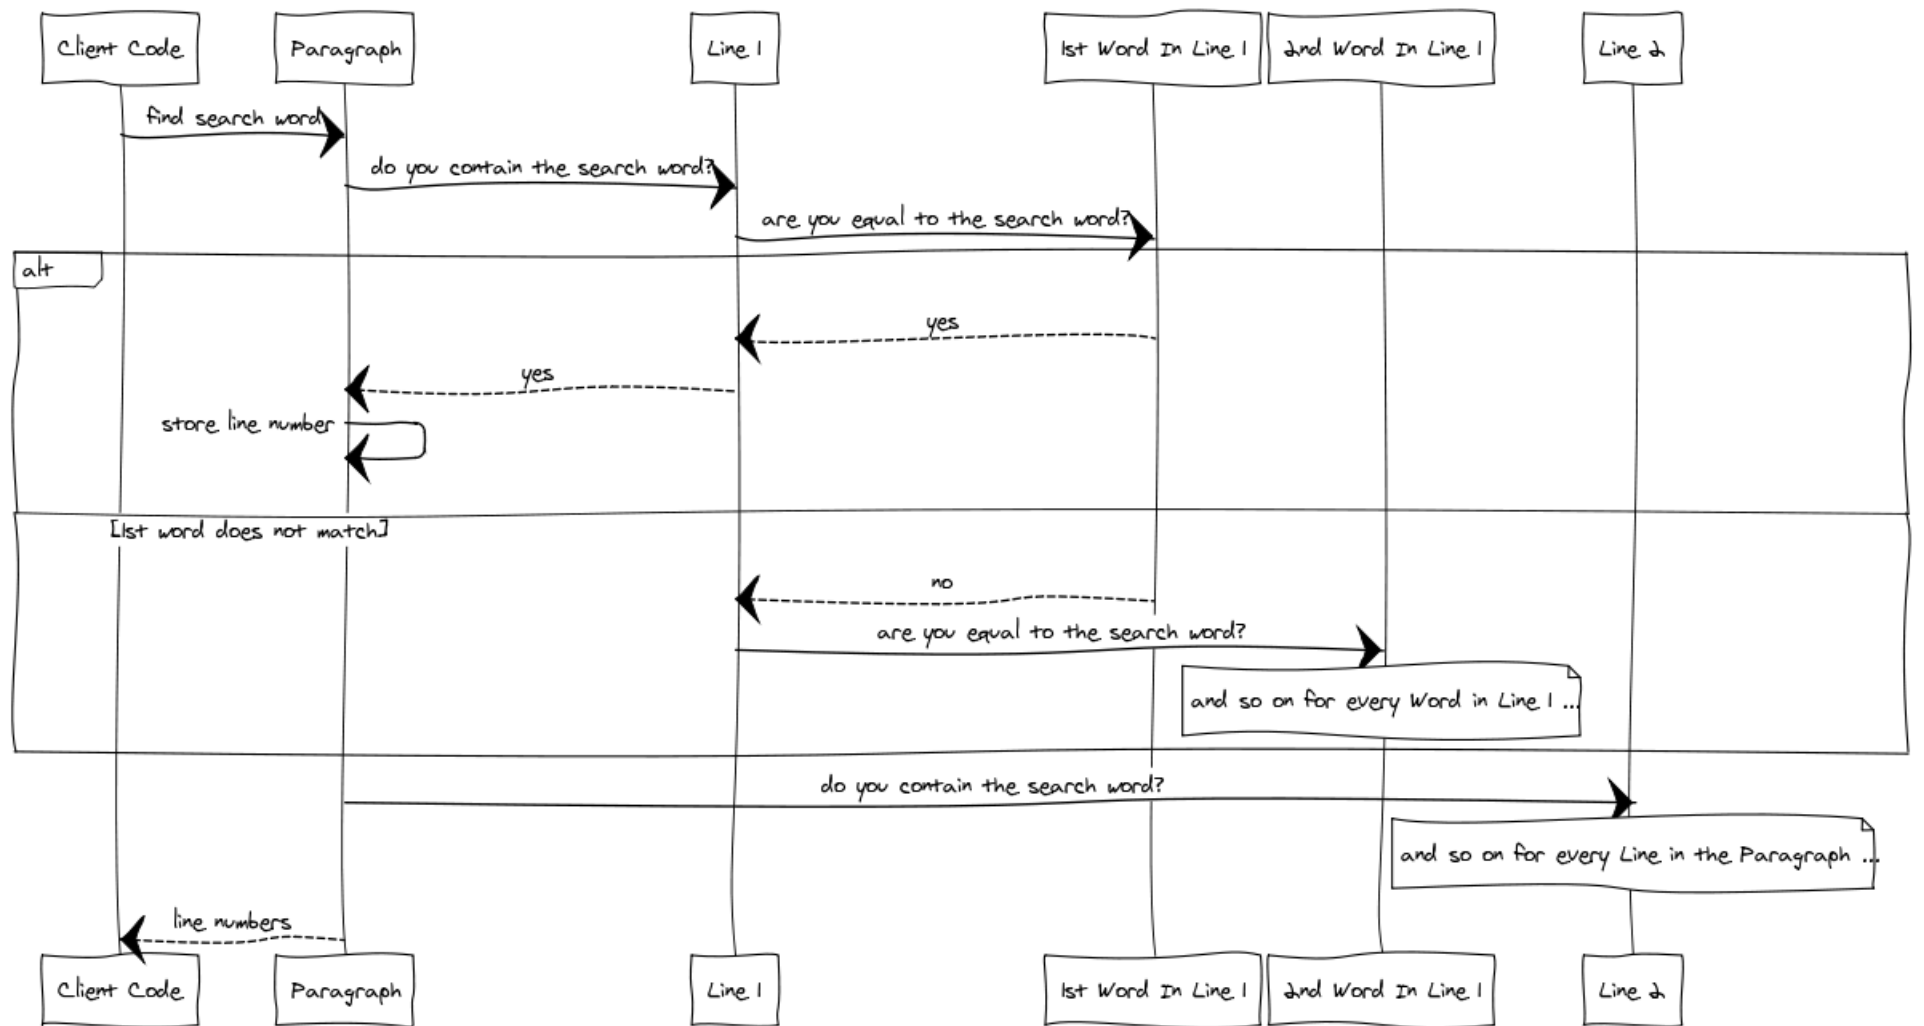 Client Code
Paragraph
Line 1
1st Word In Line 1
2nd Word In Line 1
Line 2
find search word
do you contain the search word?
are you equal to the search word?
alt
yes
yes
store line number
[1st word does not match]
no
are you equal to the search word?
and so on for every Word in Line 1 ...
do you contain the search word?
and so on for every Line in the Paragraph ...
line numbers
Client Code
Paragraph
Line 1
1st Word In Line 1
2nd Word In Line 1
Line 2